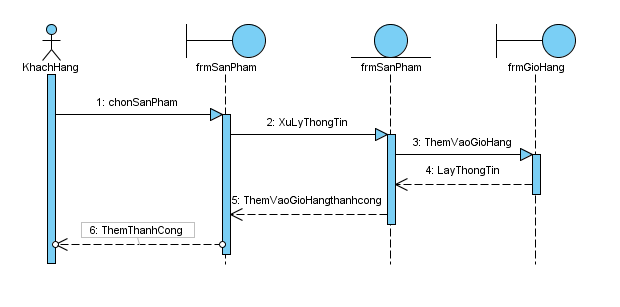 KhachHang
frmSanPham
frmSanPham
frmGioHang
1: chonSanPham
2: XuLyThongTin
3: ThemVaoGioHang
4: LayThongTin
5: ThemVaoGioHangthanhcong
6: ThemThanhCong